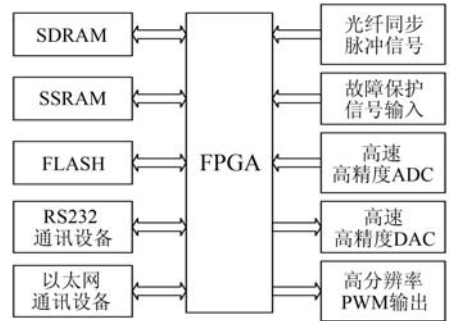 SDRAM
SSRAM
FLASH
RS232
通讯设备
以太网
通讯设备
FPGA
光纤同步
脉冲信号
故障保护
信号输入
高速
高精度ADC
高速
高精度DAC
高分辨率
PWM输出